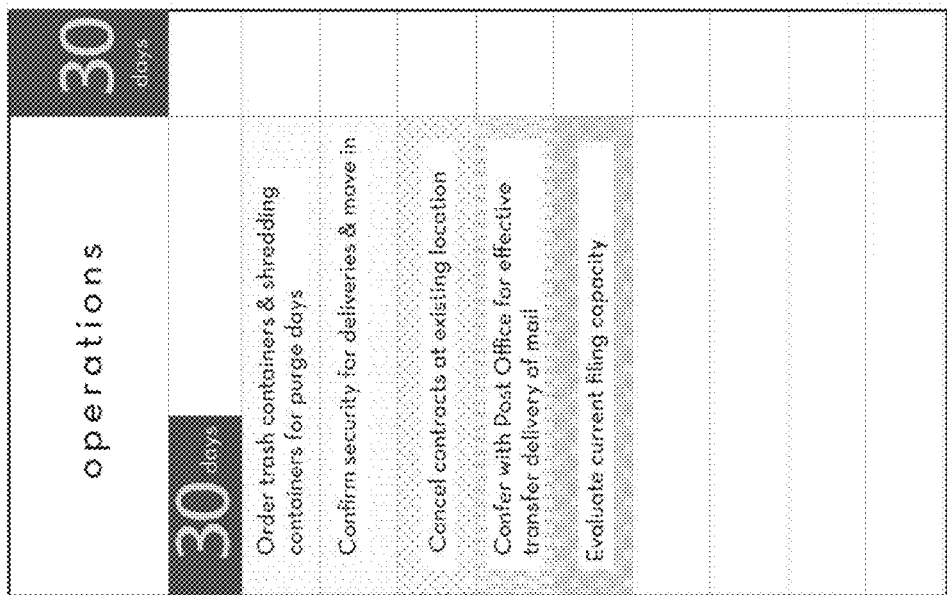 operations
30
days
30 days
Order trash containers & shredding
containers for purge days
Confirm security for deliveries & move in
Cancel contracts at existing location
Confer with Post Office for effective
transfer delivery of mail
Evaluate current filing capacity